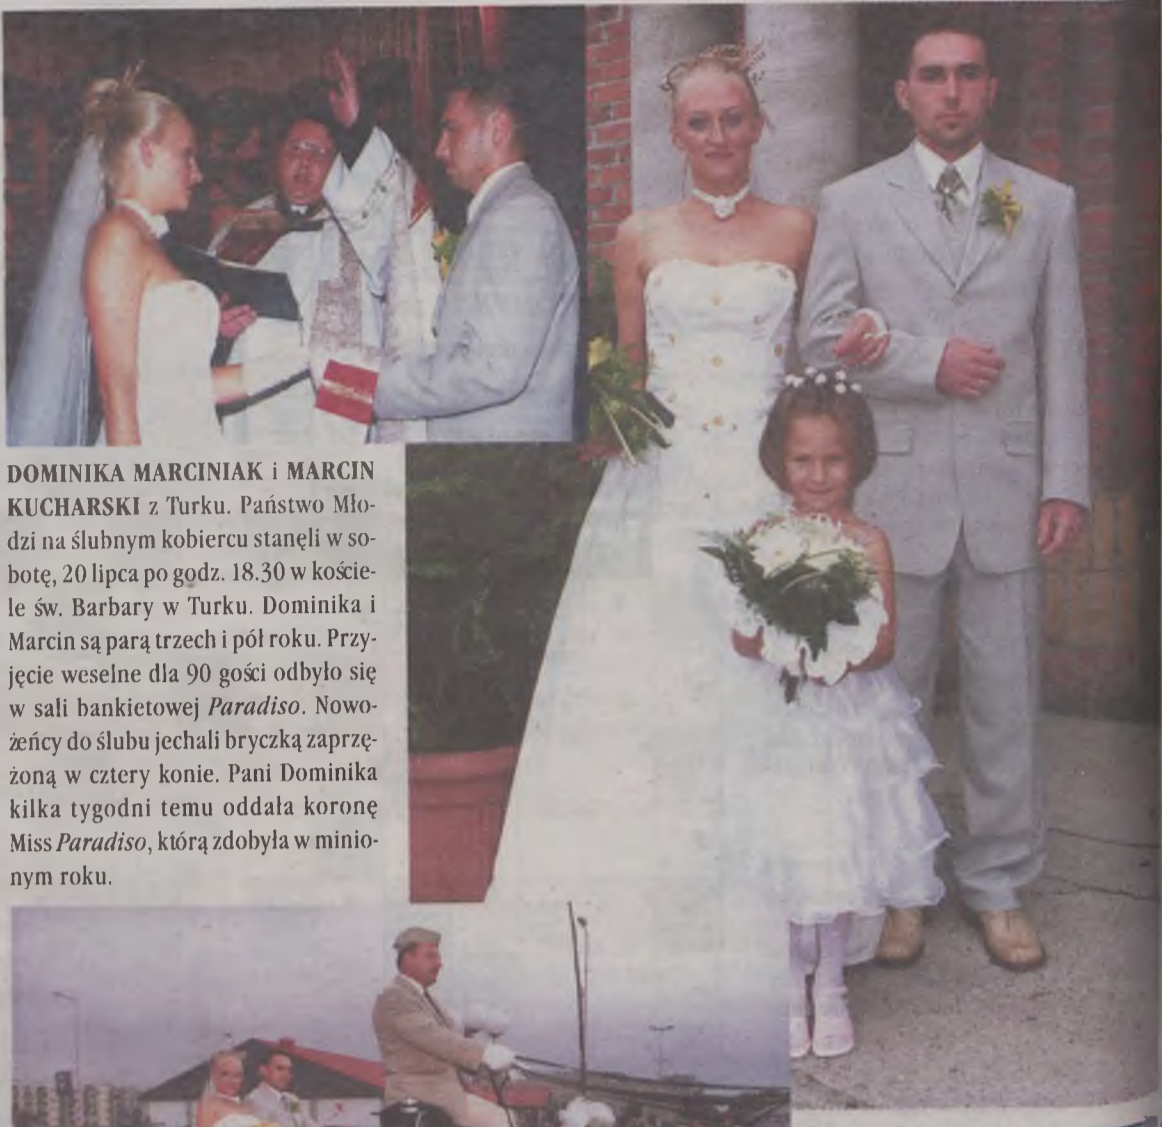 DOMINIKA MARCINIAK i MARCIN
KUCHARSKI z Turku. Państwo Mło-
dzi na ślubnym kobiercu stanęli w so-
botę, 20 lipca po godz. 18.30 w koście-
le św. Barbary w Turku. Dominika i
Marcin są parą trzech i pół roku. Przy-
jęcie weselne dla 90 gości odbyło się
w sali bankietowej Paradiso. Nowo-
żeńcy do ślubu jechali bryczką zaprzę-
żoną w cztery konie. Pani Dominika
kilka tygodni temu oddała koronę
Miss Paradiso, którą zdobyła w minio-
nym roku.